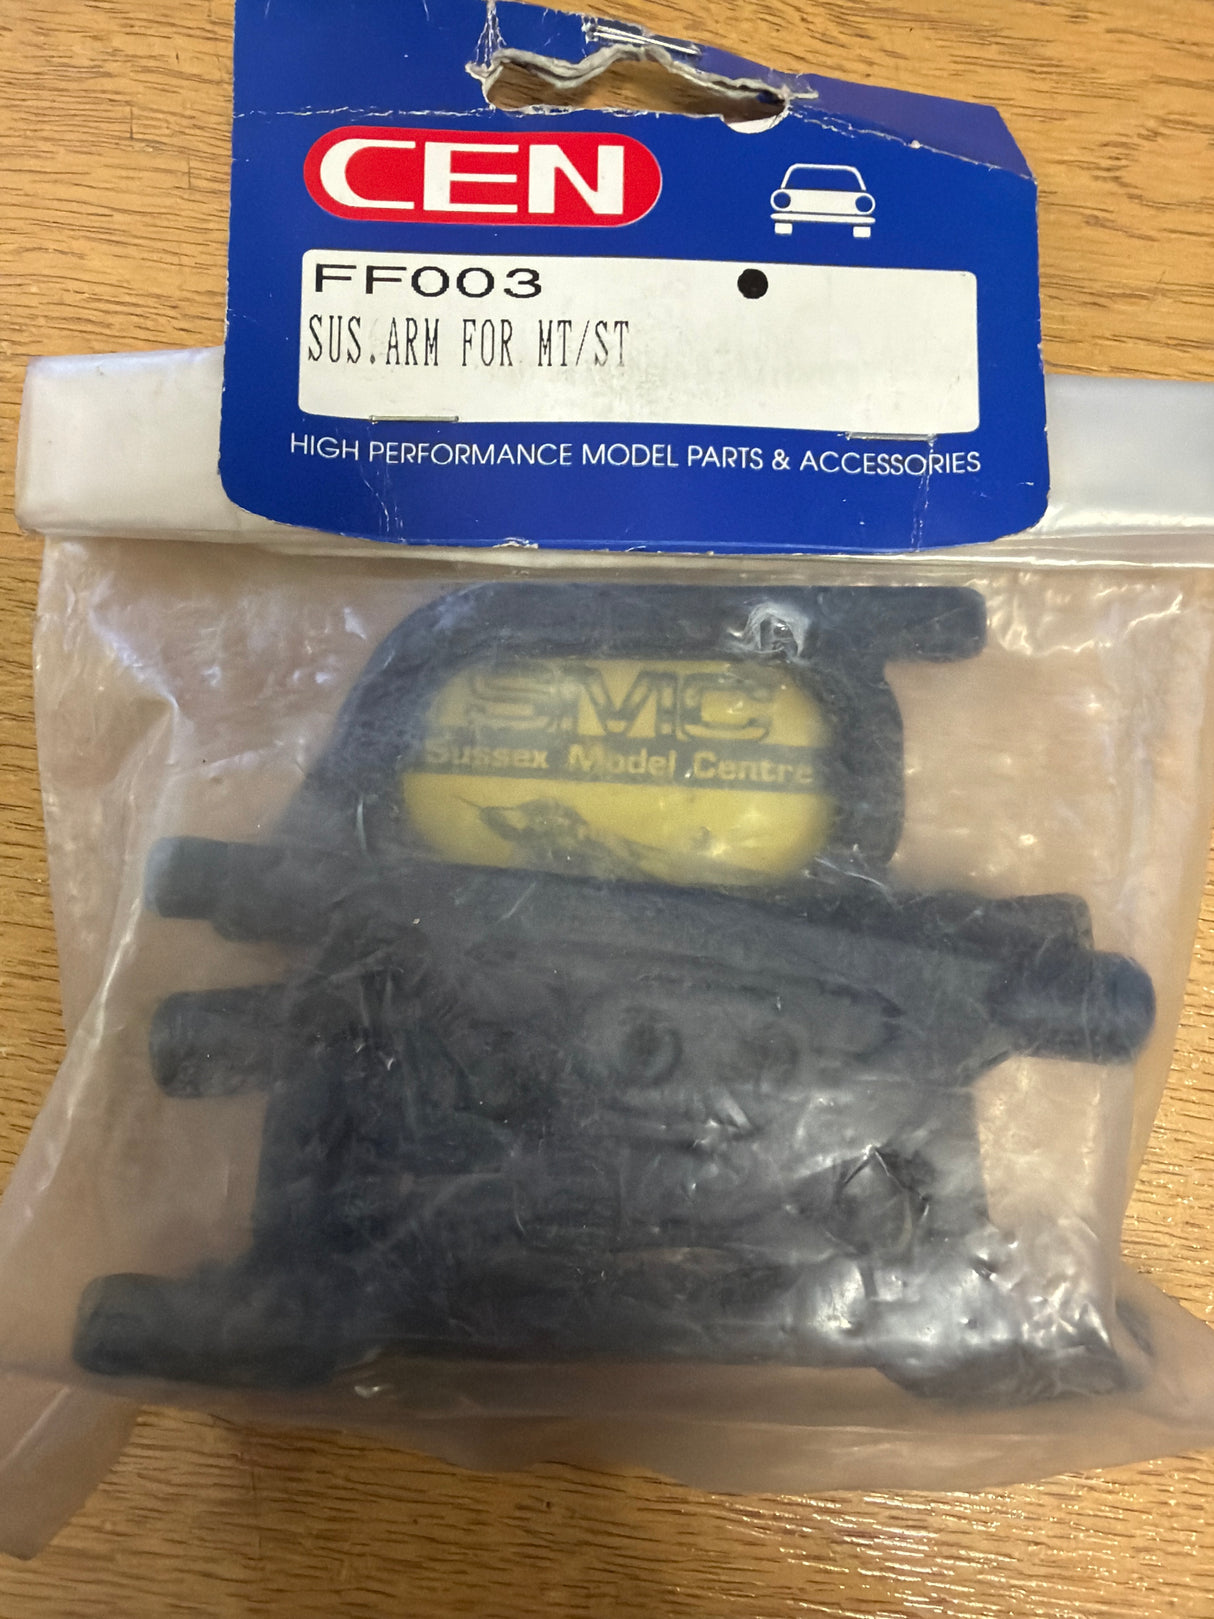 CEN
FF003
SUS.ARM FOR MT/ST
HIGH PERFORMANCE MODEL PARTS & ACCESSORIES
SMC
Sussex Model Centre